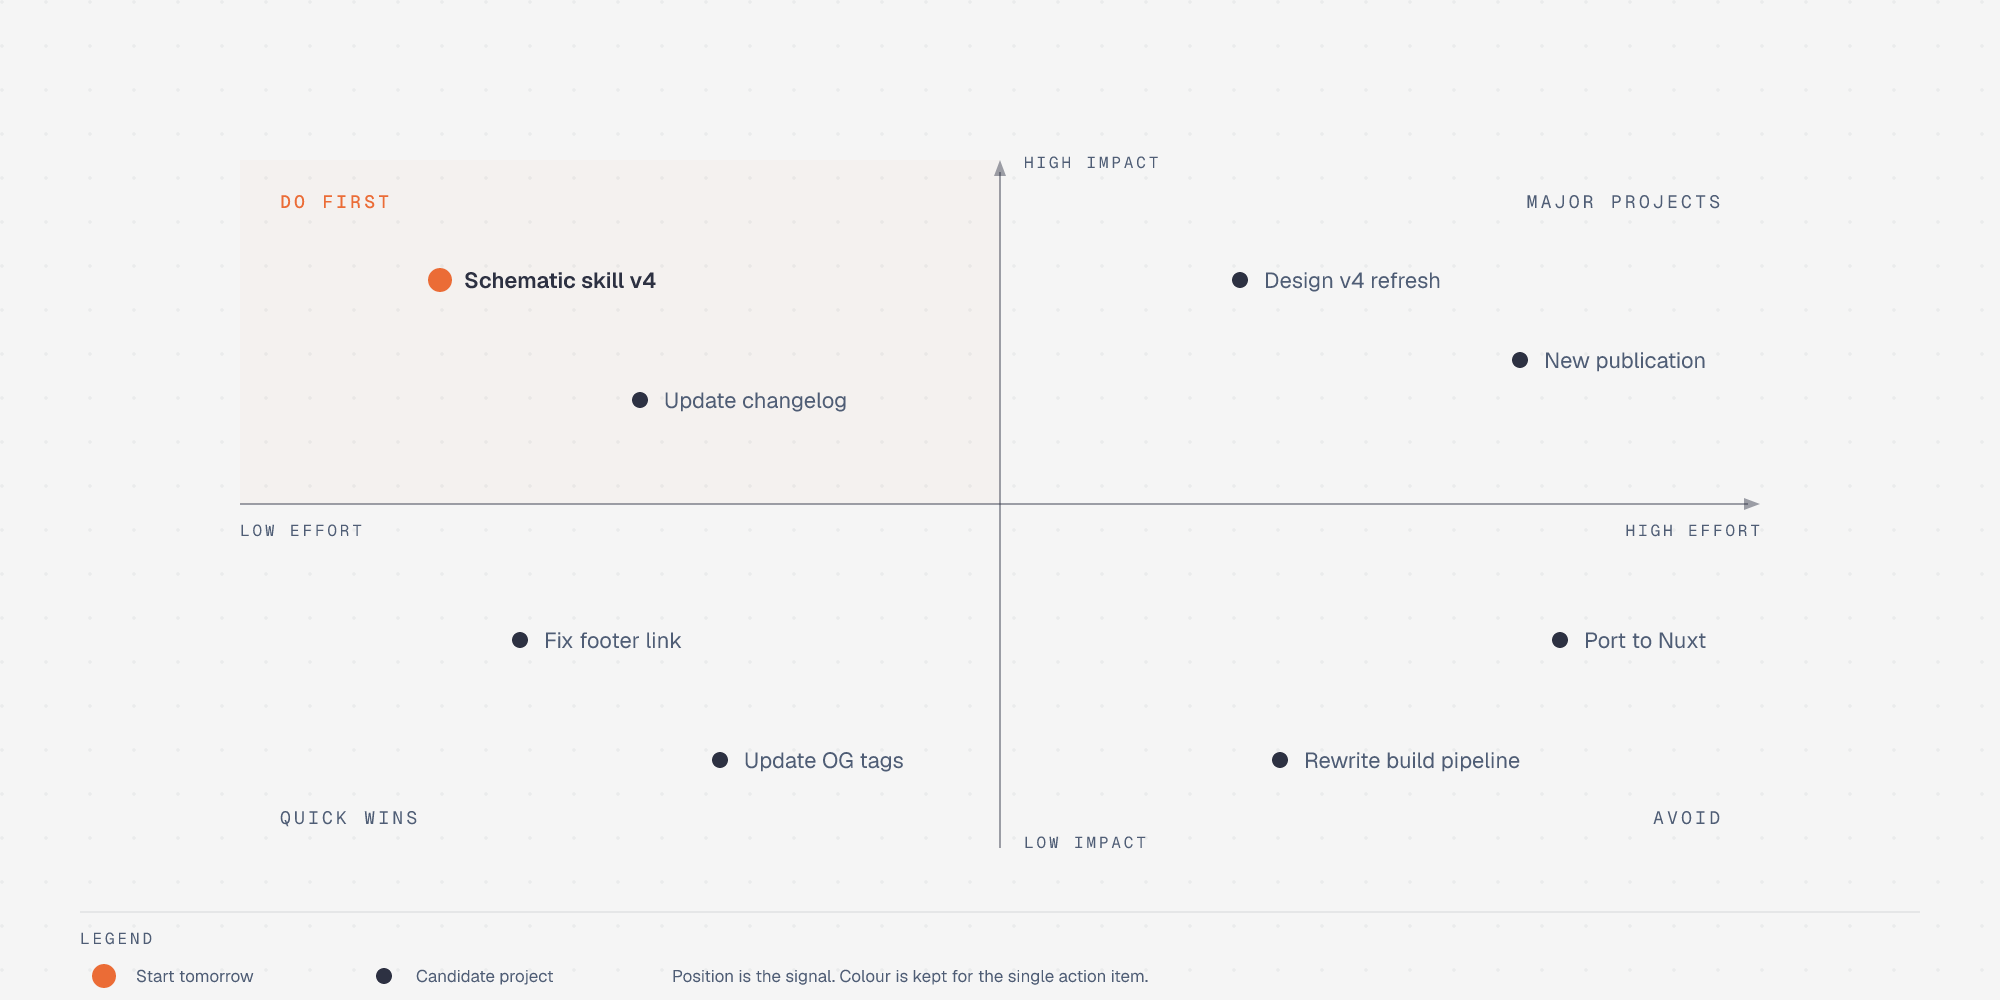 HIGH IMPACT
DO FIRST
MAJOR PROJECTS
Schematic skill v4
Design v4 refresh
New publication
Update changelog
LOW EFFORT
HIGH EFFORT
Fix footer link
Port to Nuxt
Update OG tags
Rewrite build pipeline
QUICK WINS
AVOID
LOW IMPACT
LEGEND
Start tomorrow
Candidate project
Position is the signal. Colour is kept for the single action item.